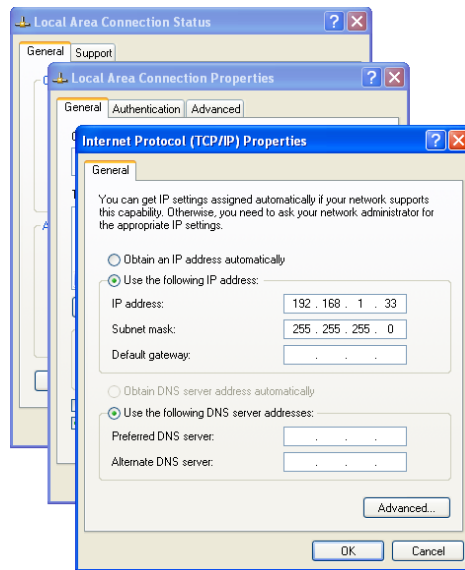 Local Area Connection Status
General Support
Local Area Connection Properties
General Authentication Advanced
Internet Protocol (TCP/IP) Properties
General
You can get IP settings assigned automatically if your network supports
this capability. Otherwise, you need to ask your network administrator for
the appropriate IP settings.
Obtain an IP address automatically
Use the following IP address:
IP address: 192 . 168 . 1 . 33
Subnet mask: 255 . 255 . 255 . 0
Default gateway: . . .
Obtain DNS server address automatically
Use the following DNS server addresses:
Preferred DNS server: . . .
Alternate DNS server: . . .
Advanced...
OK Cancel